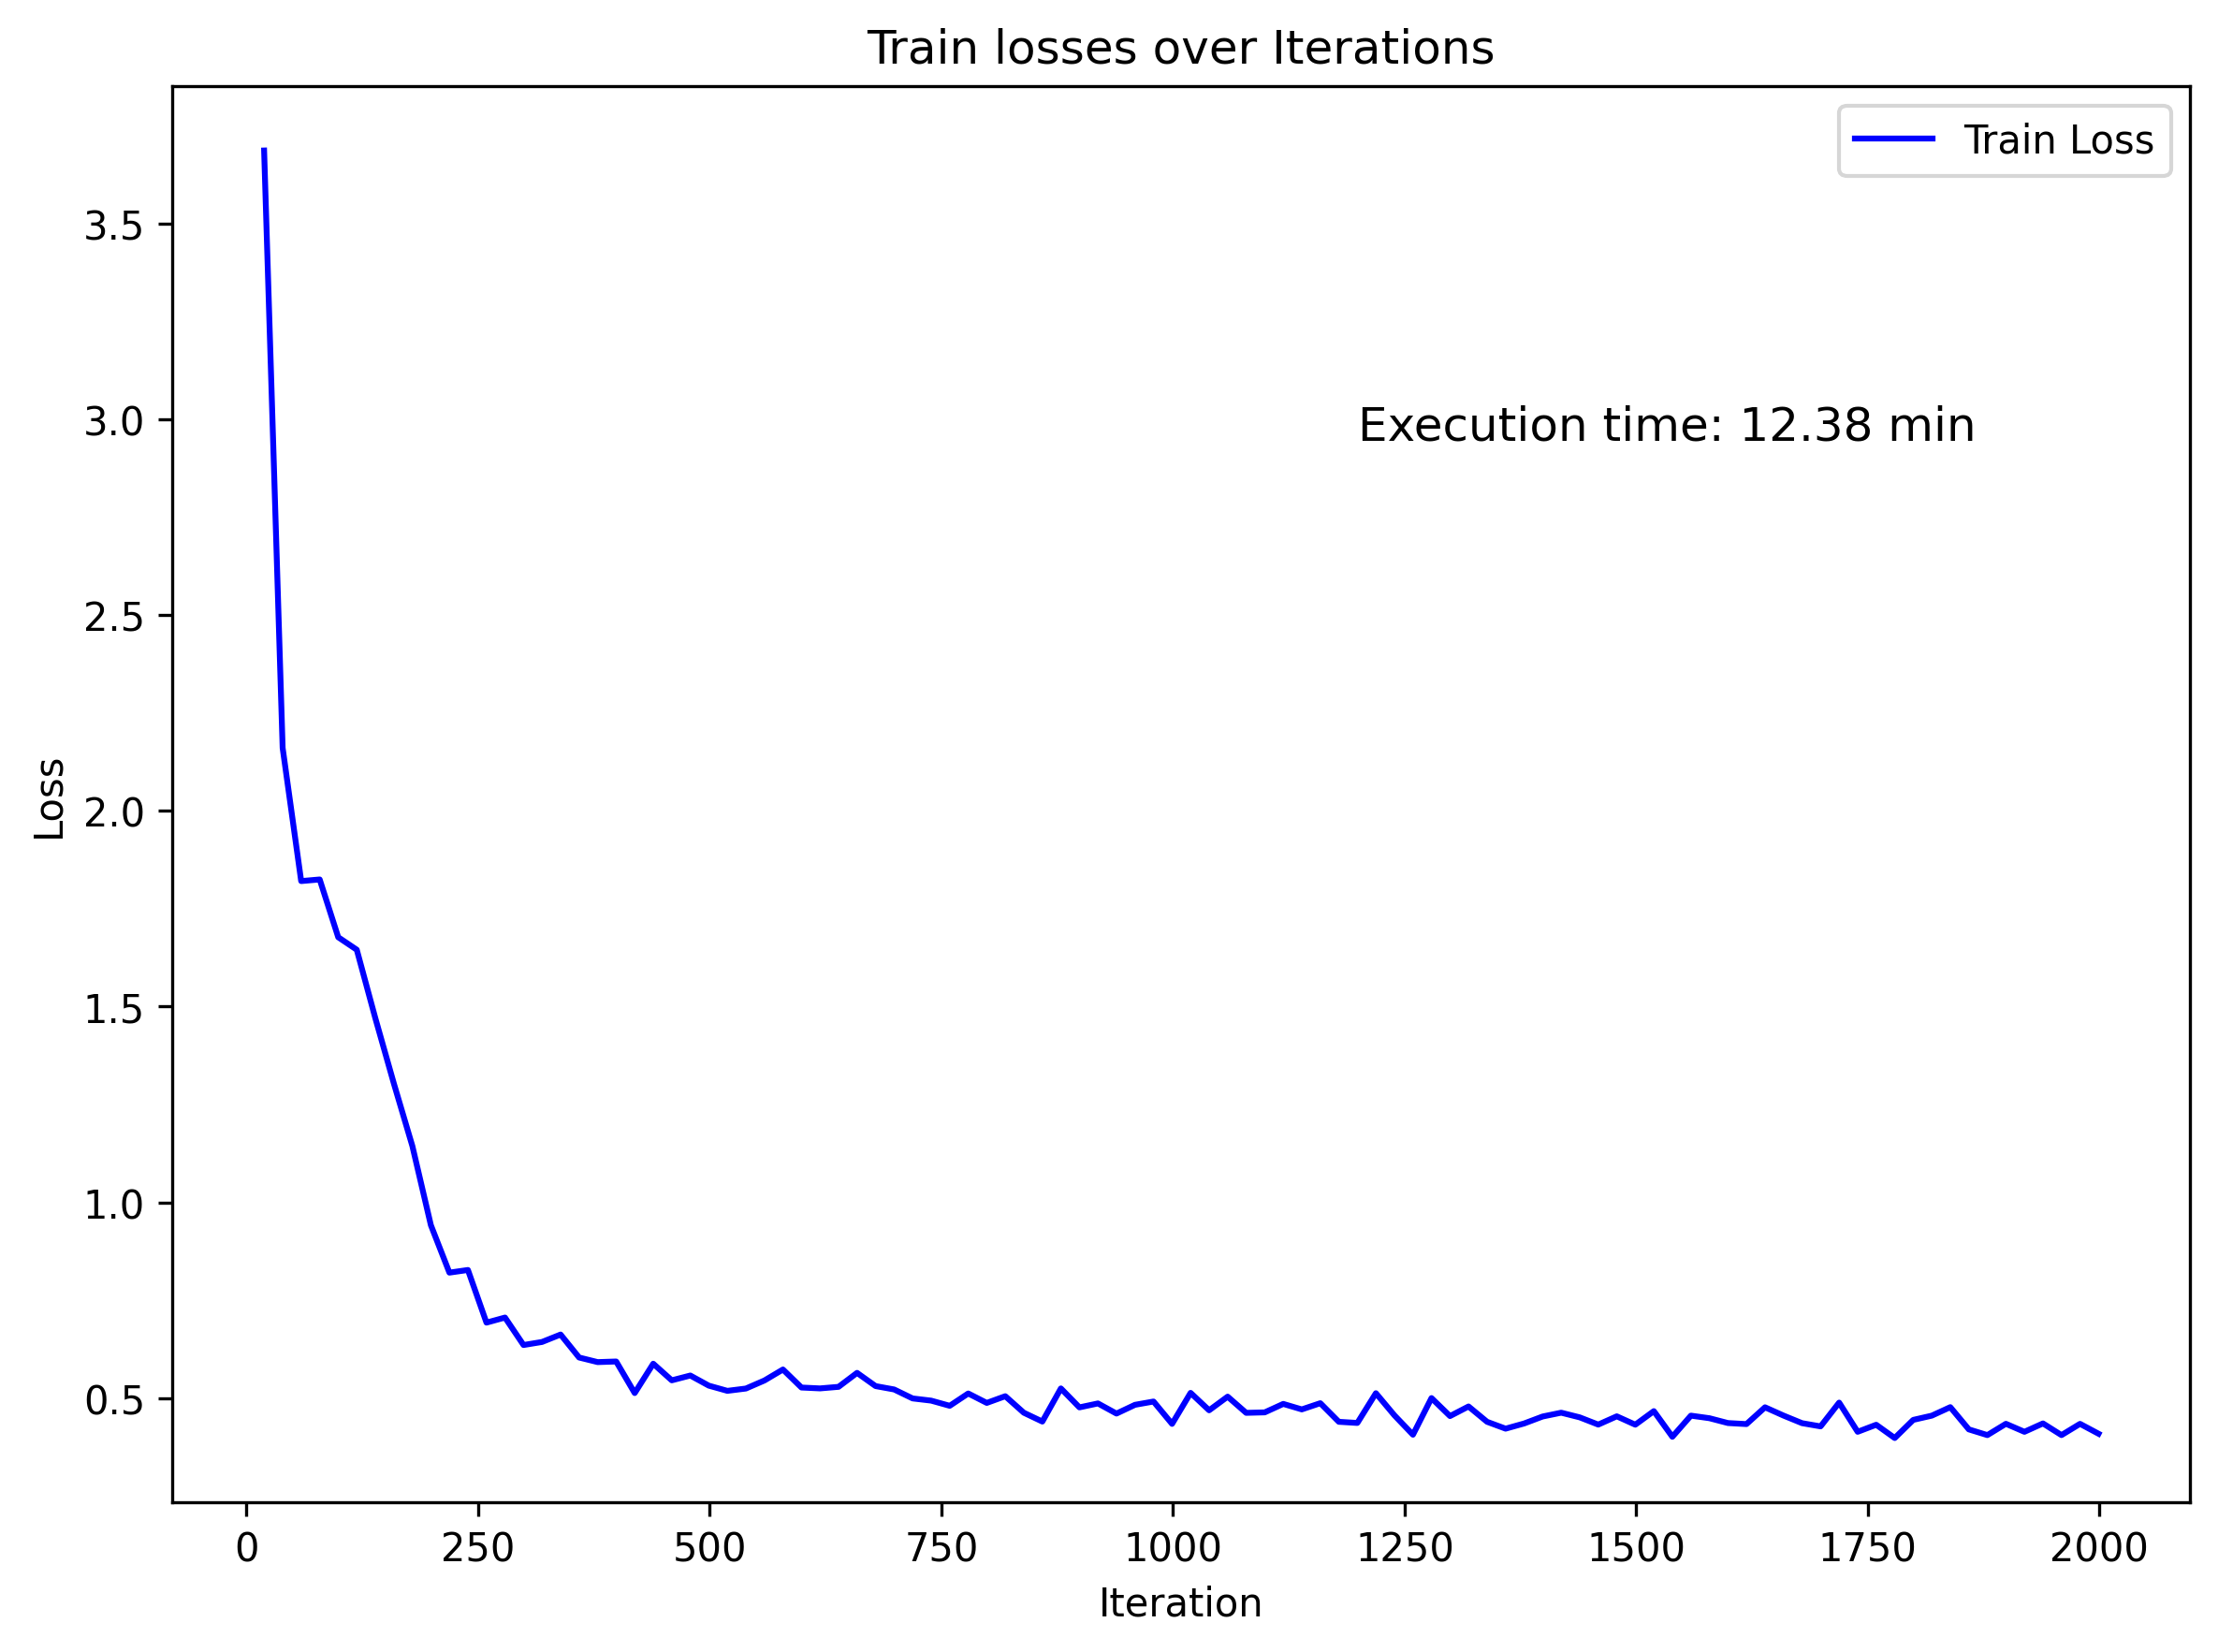 Train losses over Iterations
Train Loss
Execution time: 12.38 min
Loss
3.5
3.0
2.5
2.0
1.5
1.0
0.5
0 250 500 750 1000 1250 1500 1750 2000
Iteration